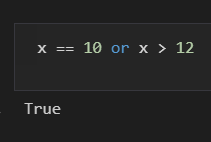 x == 10 or x > 12
True